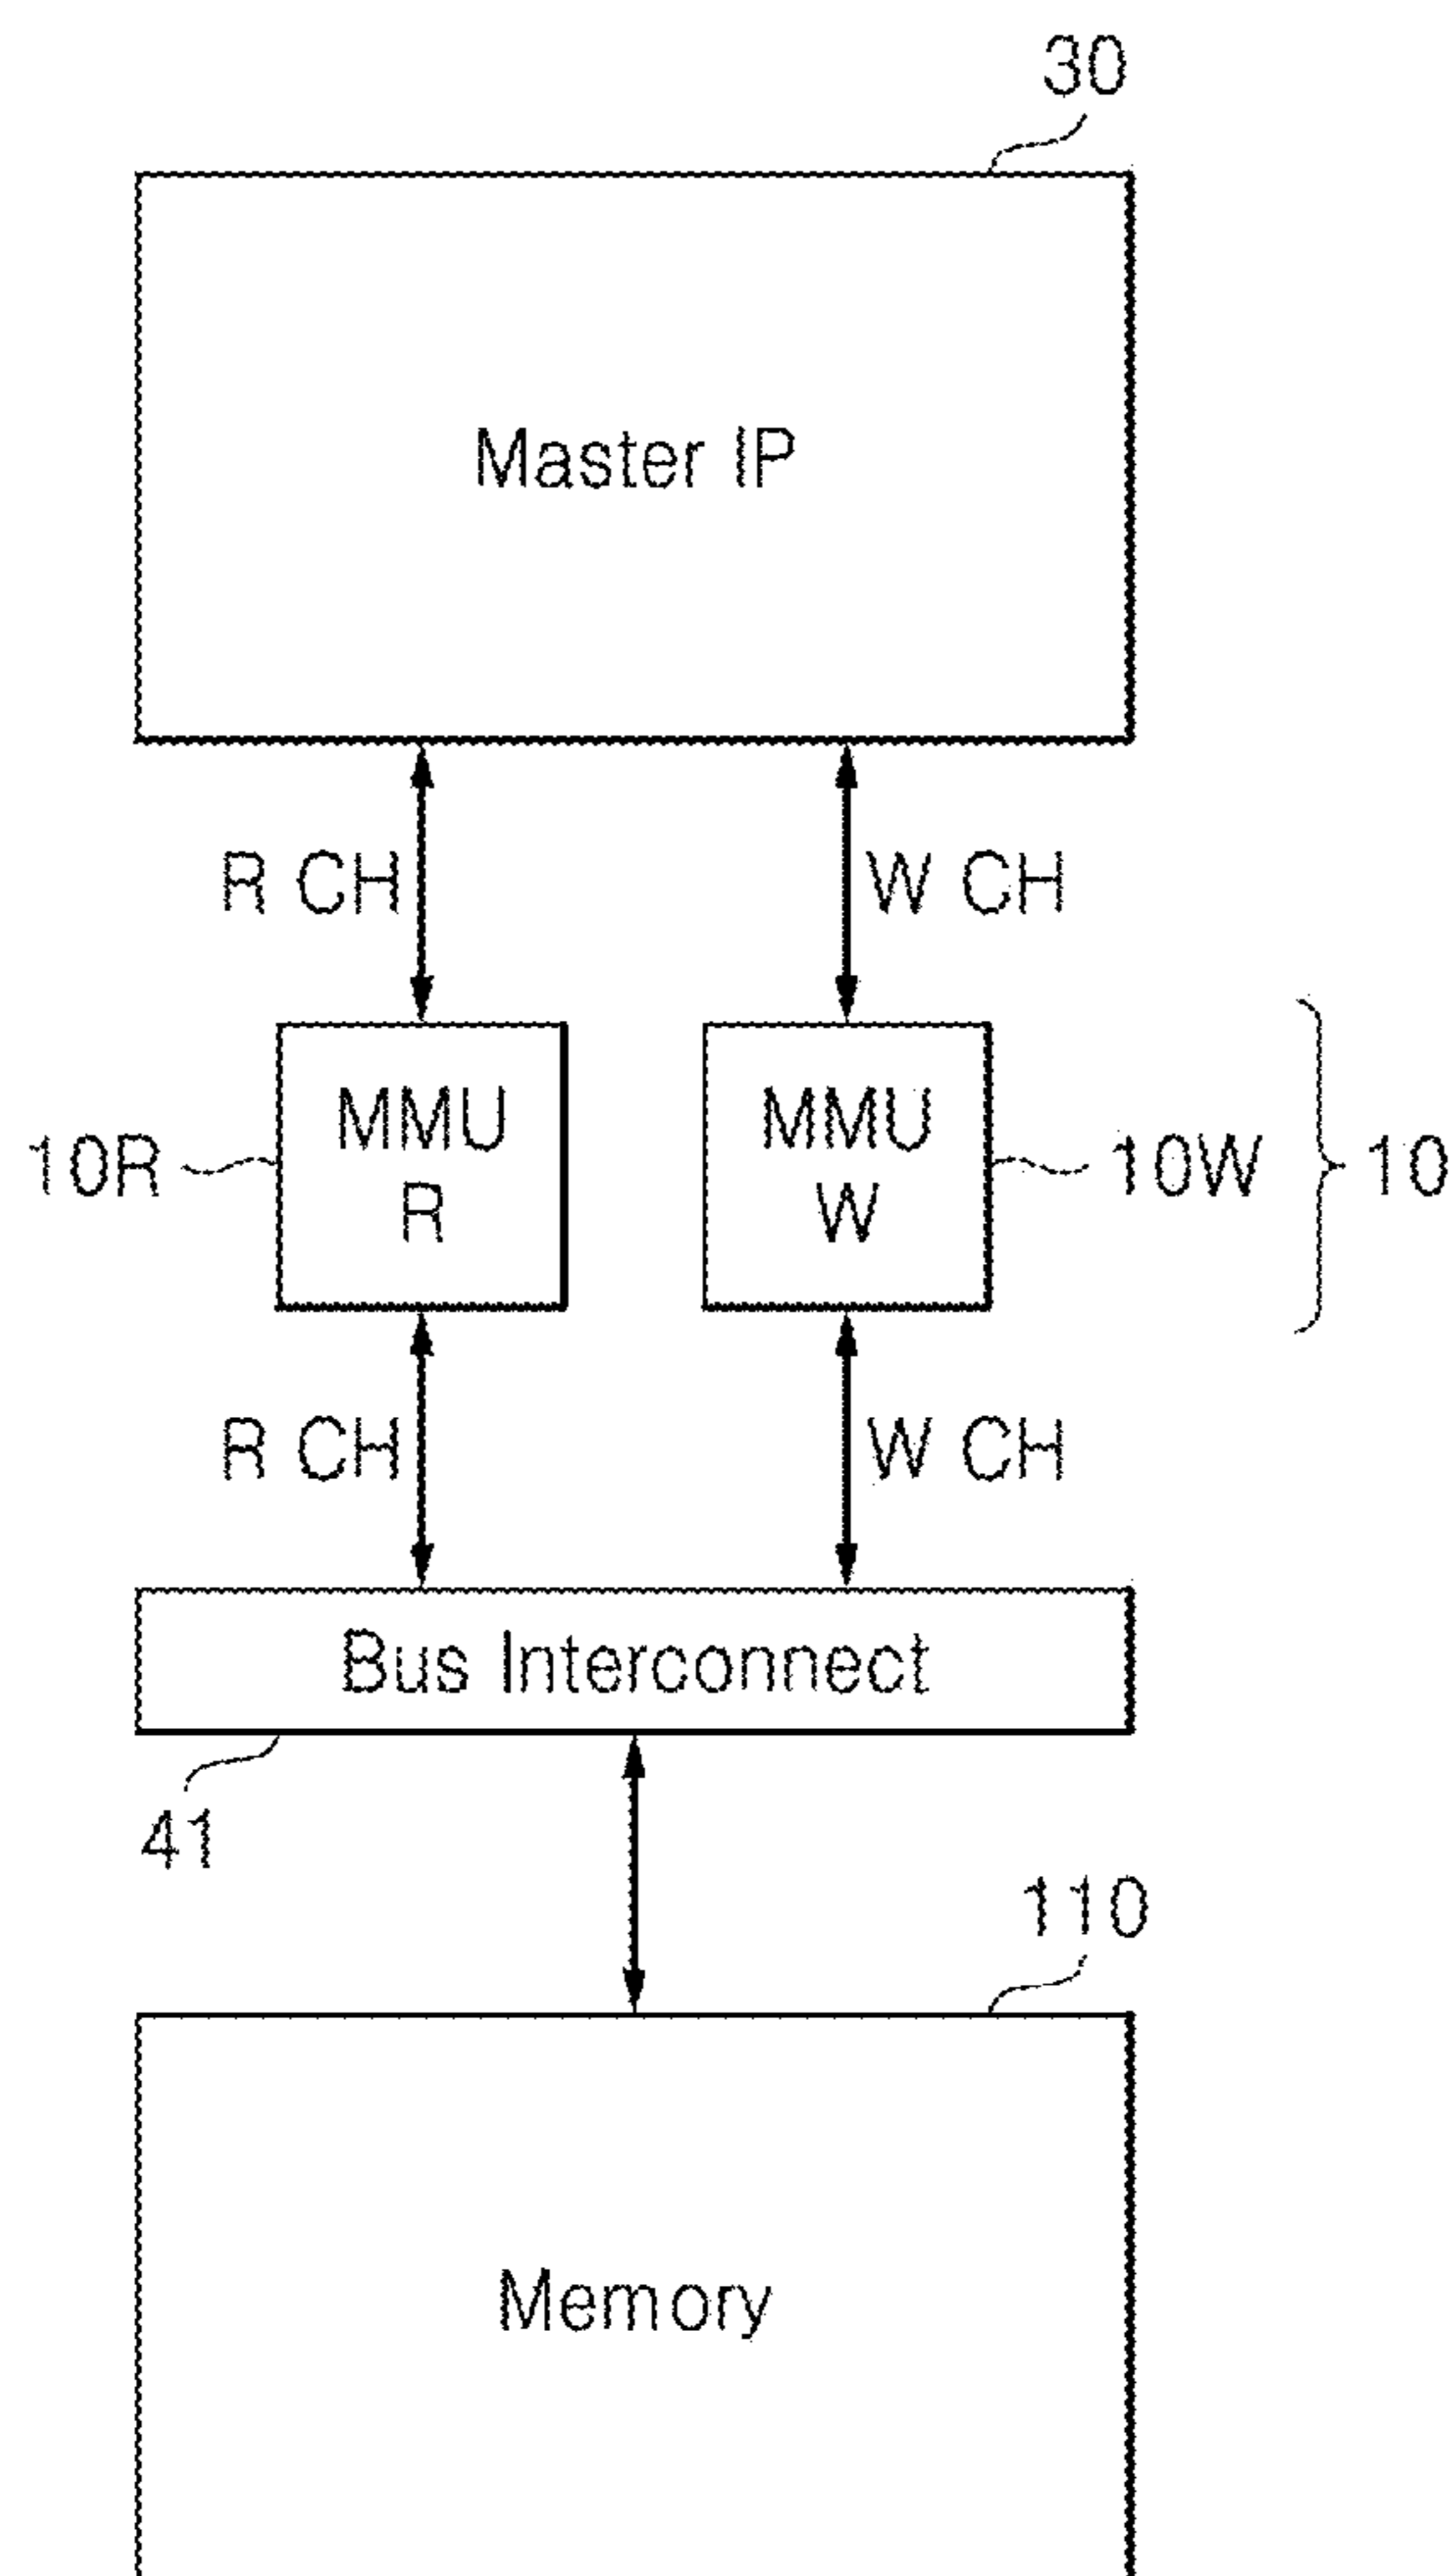 30
Master IP
R CH
W CH
MMU
R
MMU
W
10R
10W
10
R CH
W CH
Bus Interconnect
41
110
Memory